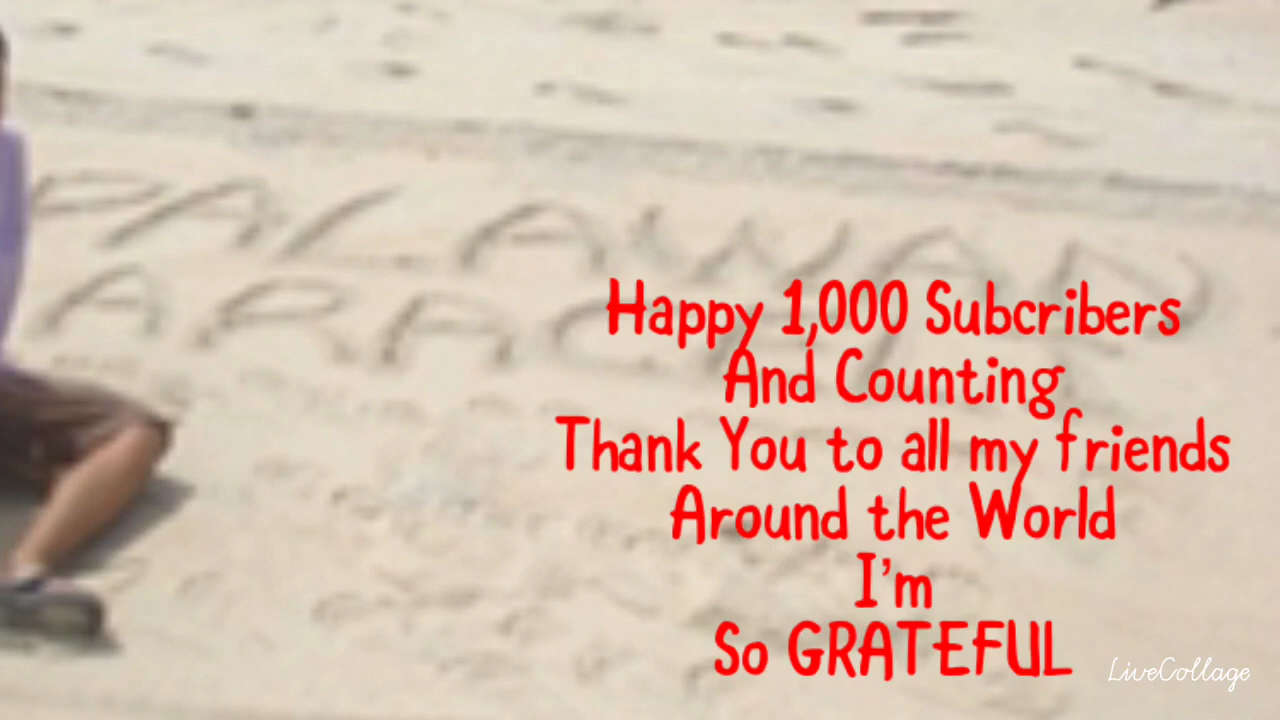 PALAWAN
Happy 1,000 Subcribers
And Counting
Thank You to all my friends
Around the World
I'm
So GRATEFUL
LiveCollage